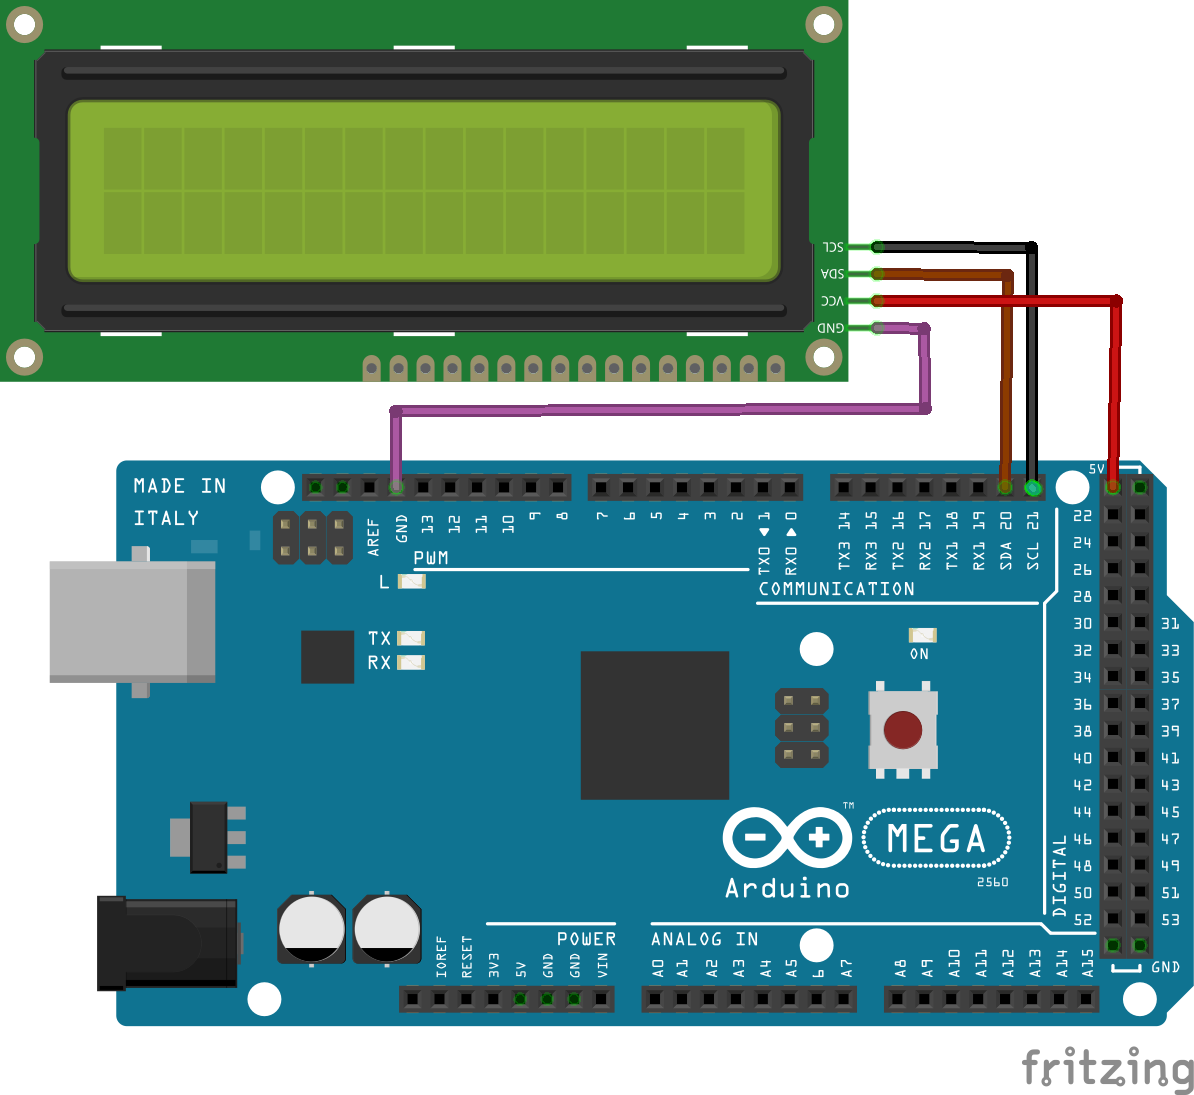 SCL
SDA
VCC
GND
MADE IN
ITALY
AREF
GND
13
12
11
10
9
8
7
6
5
4
3
2
TX0 ◀ 1
RX0 ▶ 0
TX3 14
RX3 15
TX2 16
RX2 17
TX1 18
RX1 19
SDA 20
SCL 21
5V
PWM
COMMUNICATION
L
TX
RX
ON
22
24
26
28
30 31
32 33
34 35
36 37
38 39
40 41
42 43
44 45
46 47
48 49
50 51
52 53
DIGITAL
GND
TM
MEGA
Arduino
2560
POWER
ANALOG IN
IOREF
RESET
3V3
5V
GND
GND
VIN
A0
A1
A2
A3
A4
A5
6
A7
A8
A9
A10
A11
A12
A13
A14
A15
fritzing